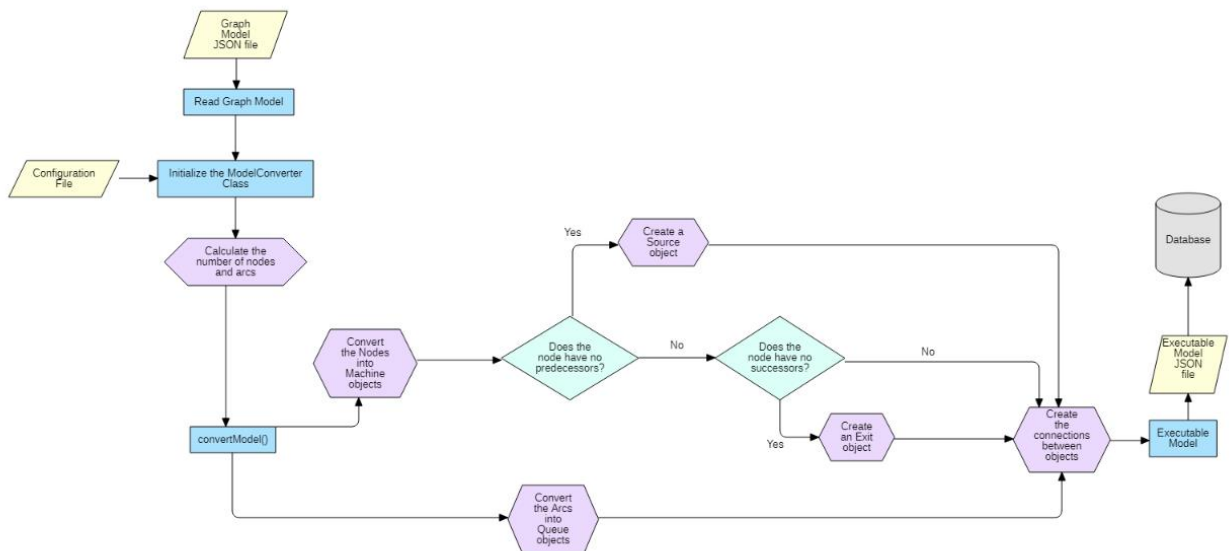 Graph
Model
JSON file
Read Graph Model
Configuration
File
Initialize the ModelConverter
Class
Calculate the
number of nodes
and arcs
convertModel()
Convert
the Nodes
into
Machine
objects
Does the
node have no
predecessors?
Yes
Create a
Source
object
No
Does the
node have no
successors?
No
Yes
Create
an Exit
object
Convert
the Arcs
into
Queue
objects
Create
the
connections
between
objects
Executable
Model
Executable
Model
JSON
file
Database